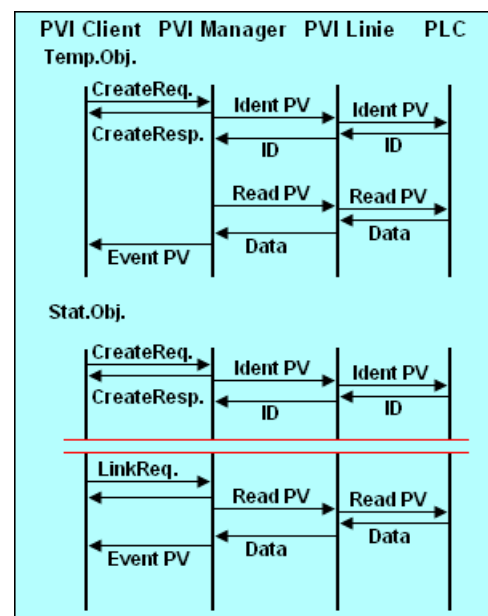 PVI Client PVI Manager PVI Linie PLC
Temp.Obj.
CreateReq.
Ident PV
Ident PV
CreateResp.
ID
ID
Read PV
Read PV
Data
Data
Event PV
Stat.Obj.
CreateReq.
Ident PV
Ident PV
CreateResp.
ID
ID
LinkReq.
Read PV
Read PV
Data
Data
Event PV